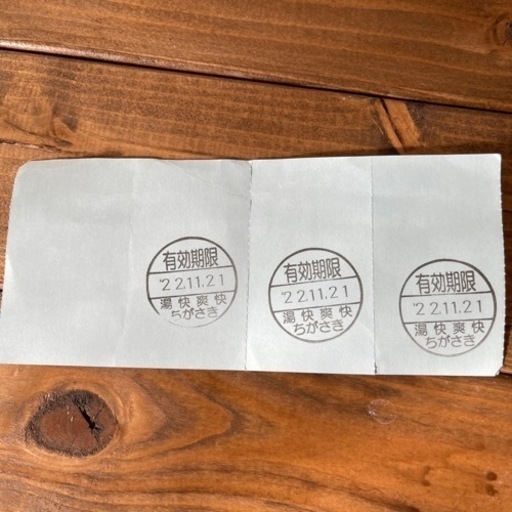 有効期限
'22.11.21
湯快爽快
ちがさき
有効期限
'22.11.21
湯快爽快
ちがさき
有効期限
'22.11.21
湯快爽快
ちがさき